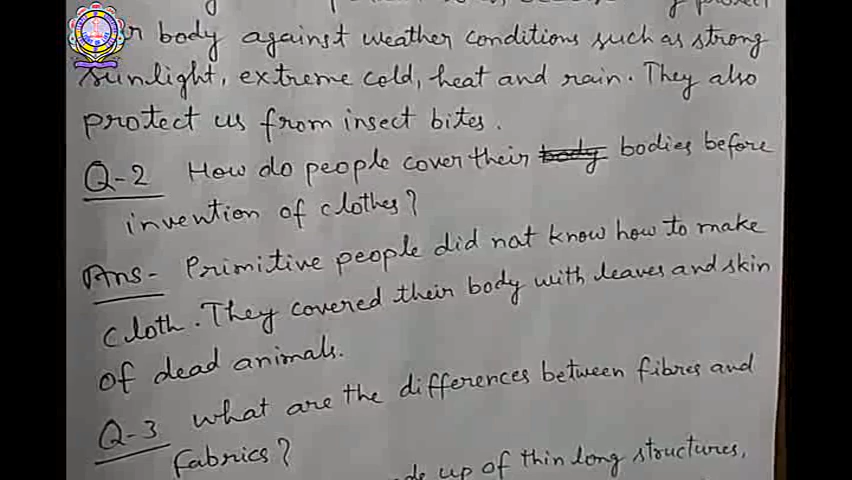 protect
body against weather conditions such as strong
sunlight, extreme cold, heat and rain. They also
protect us from insect bites.
Q-2 How do people cover their body bodies before
invention of clothes?
Ans- Primitive people did not know how to make
cloth. They covered their body with leaves and skin
of dead animals.
Q-3 What are the differences between fibres and
fabrics?
up of thin long structures,